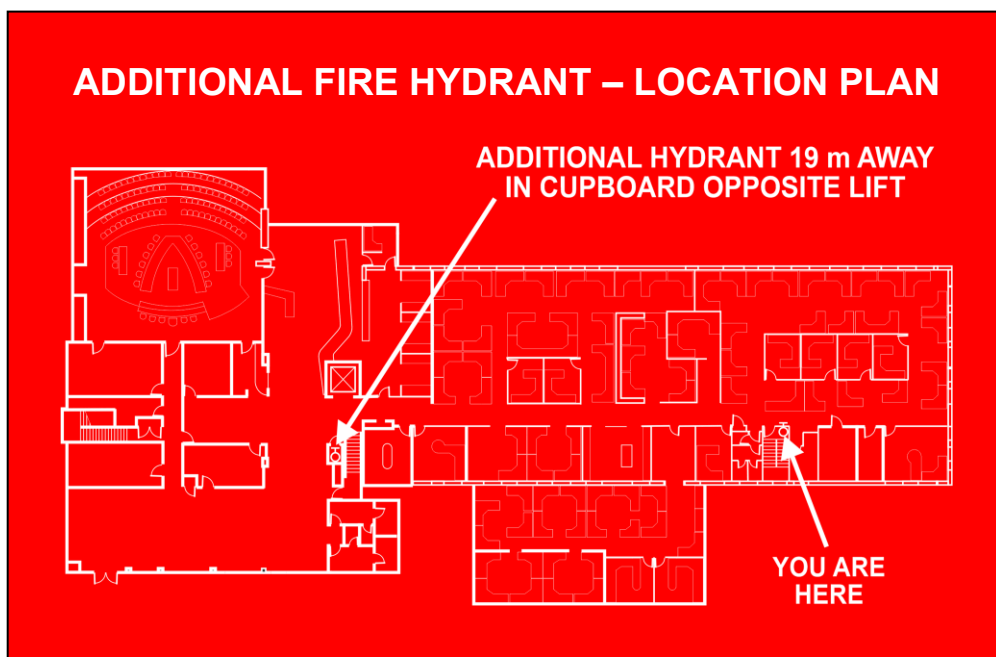 ADDITIONAL FIRE HYDRANT – LOCATION PLAN
ADDITIONAL HYDRANT 19 m AWAY
IN CUPBOARD OPPOSITE LIFT
YOU ARE
HERE